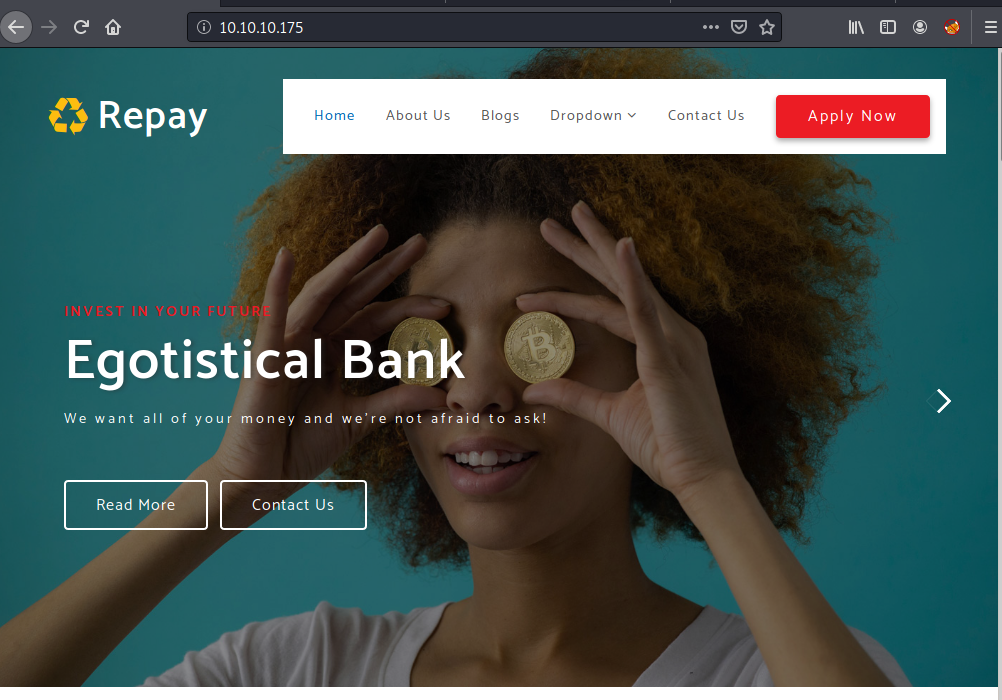 10.10.10.175
Repay
Home About Us Blogs Dropdown Contact Us Apply Now
INVEST IN YOUR FUTURE
Egotistical Bank
We want all of your money and we're not afraid to ask!
Read More Contact Us